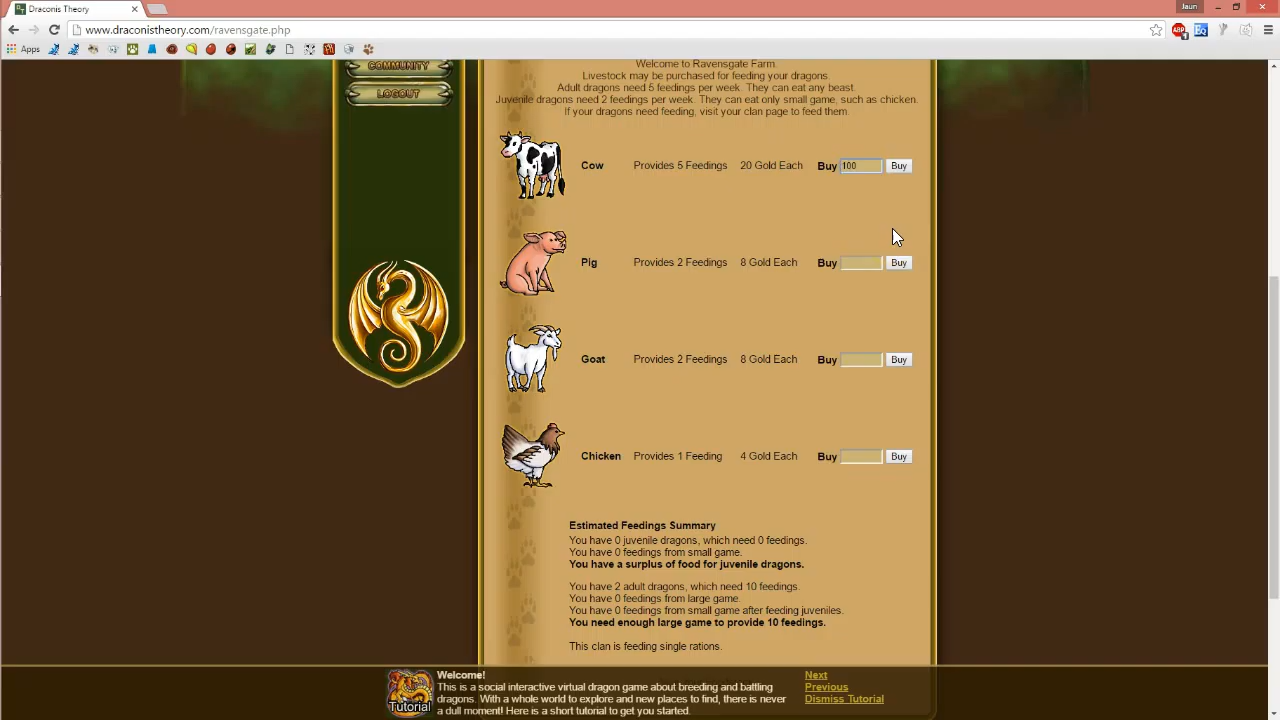 Draconis Theory
Jaun
www.draconistheory.com/ravensgate.php
Apps
COMMUNITY
LOGOUT
Welcome to Ravensgate Farm.
Livestock may be purchased for feeding your dragons.
Adult dragons need 5 feedings per week. They can eat any beast.
Juvenile dragons need 2 feedings per week. They can eat only small game, such as chicken.
If your dragons need feeding, visit your clan page to feed them.
Cow Provides 5 Feedings 20 Gold Each Buy 100 Buy
Pig Provides 2 Feedings 8 Gold Each Buy Buy
Goat Provides 2 Feedings 8 Gold Each Buy Buy
Chicken Provides 1 Feeding 4 Gold Each Buy Buy
Estimated Feedings Summary
You have 0 juvenile dragons, which need 0 feedings.
You have 0 feedings from small game.
You have a surplus of food for juvenile dragons.
You have 2 adult dragons, which need 10 feedings.
You have 0 feedings from large game.
You have 0 feedings from small game after feeding juveniles.
You need enough large game to provide 10 feedings.
This clan is feeding single rations.
Tutorial
Welcome!
This is a social interactive virtual dragon game about breeding and battling
dragons. With a whole world to explore and new places to find, there is never
a dull moment! Here is a short tutorial to get you started.
Next
Previous
Dismiss Tutorial